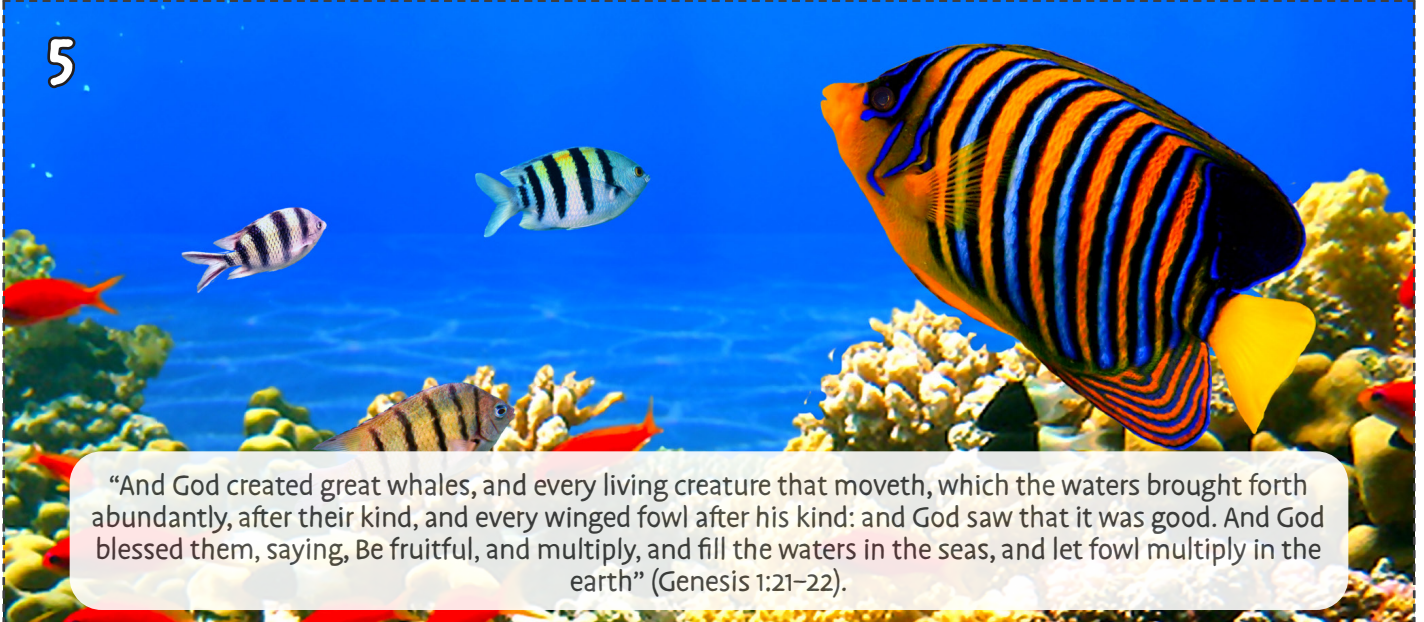 5
“And God created great whales, and every living creature that moveth, which the waters brought forth
abundantly, after their kind, and every winged fowl after his kind: and God saw that it was good. And God
blessed them, saying, Be fruitful, and multiply, and fill the waters in the seas, and let fowl multiply in the
earth” (Genesis 1:21–22).